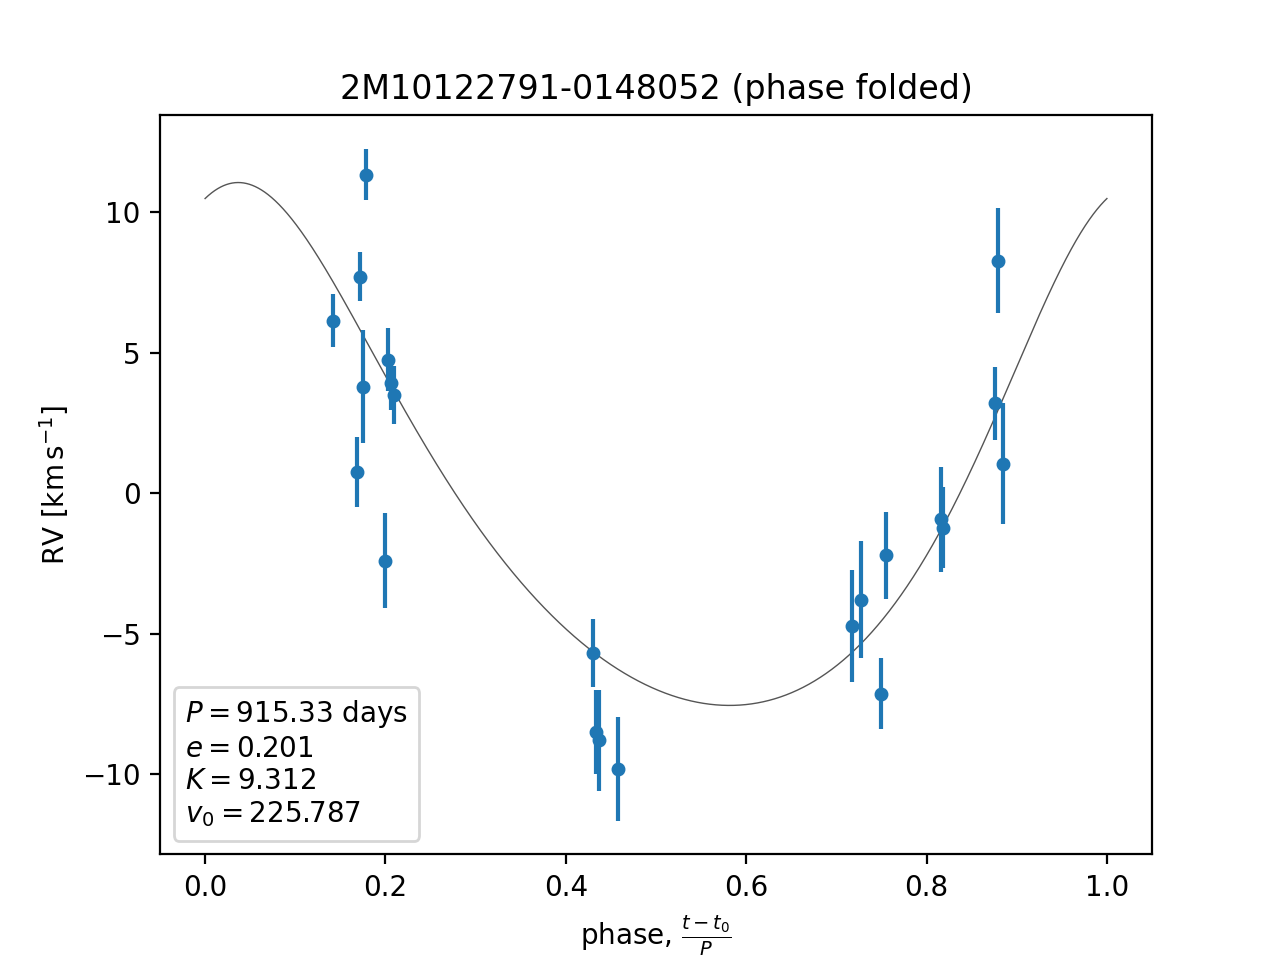 2M10122791-0148052 (phase folded)
10
5
0
−5
−10
RV [km s⁻¹]
P = 915.33 days
e = 0.201
K = 9.312
v₀ = 225.787
0.0 0.2 0.4 0.6 0.8 1.0
phase, (t − t₀)/P